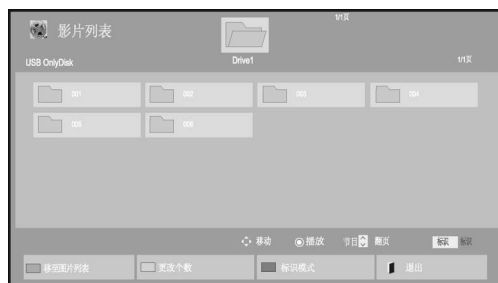 1/1页
影片列表
USB OnlyDisk
Drive1
1/1页
001 002 003 004
005 006
移动 播放 节目 翻页 标识 标识
移至图片列表 更改个数 标识模式 退出